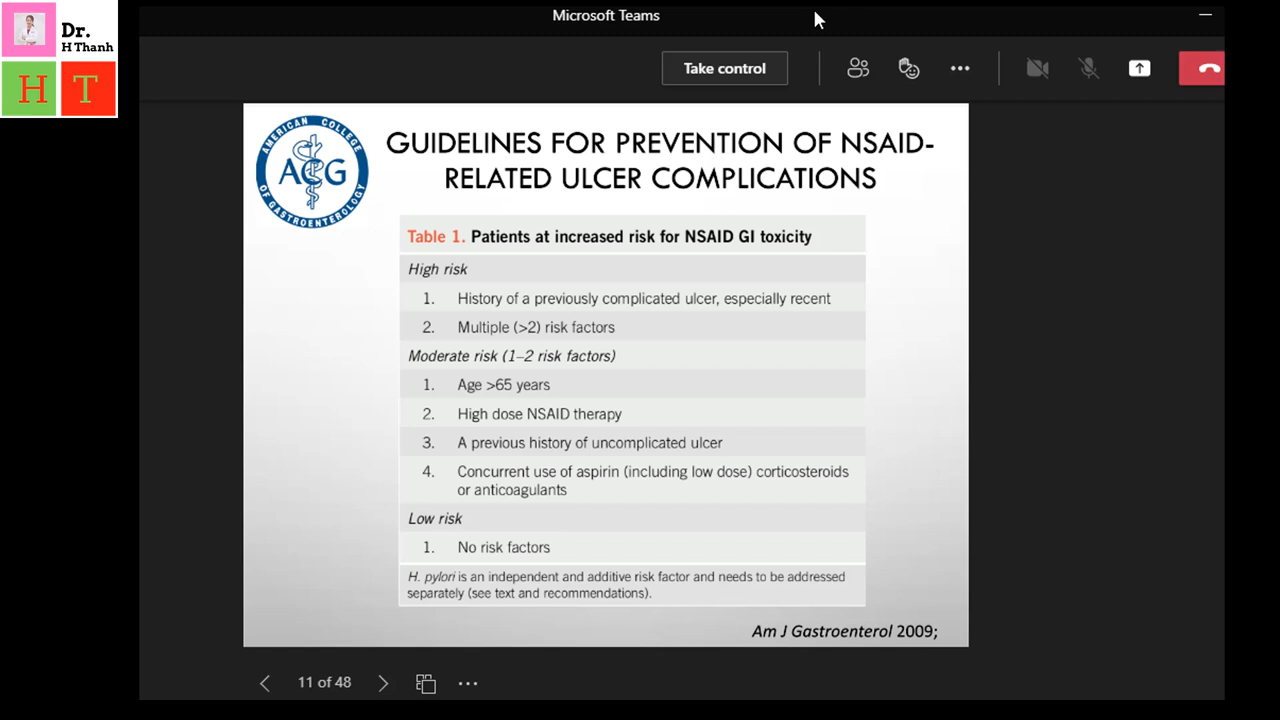 Microsoft Teams
Dr.
H Thanh
H T
Take control
AMERICAN COLLEGE
ACG
OF GASTROENTEROLOGY
GUIDELINES FOR PREVENTION OF NSAID-
RELATED ULCER COMPLICATIONS
Table 1. Patients at increased risk for NSAID GI toxicity
High risk
1. History of a previously complicated ulcer, especially recent
2. Multiple (>2) risk factors
Moderate risk (1–2 risk factors)
1. Age >65 years
2. High dose NSAID therapy
3. A previous history of uncomplicated ulcer
4. Concurrent use of aspirin (including low dose) corticosteroids
or anticoagulants
Low risk
1. No risk factors
H. pylori is an independent and additive risk factor and needs to be addressed
separately (see text and recommendations).
Am J Gastroenterol 2009;
11 of 48